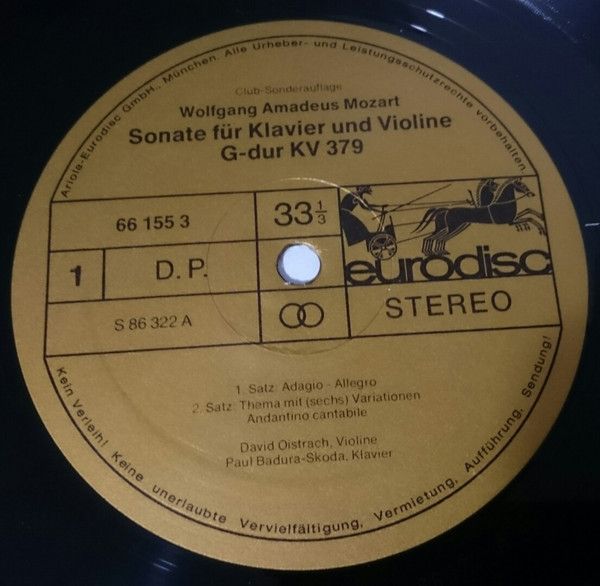 Ariola-Eurodisc GmbH., München. Alle Urheber- und Leistungsschutzrechte vorbehalten.
Club-Sonderauflage
Wolfgang Amadeus Mozart
Sonate für Klavier und Violine
G-dur KV 379
66 155 3
33 1/3
1
D. P.
eurodisc
S 86 322 A
STEREO
1. Satz: Adagio - Allegro
2. Satz: Thema mit (sechs) Variationen
Andantino cantabile
David Oistrach, Violine
Paul Badura-Skoda, Klavier
Kein Verleih! Keine unerlaubte Vervielfältigung, Vermietung, Aufführung, Sendung!